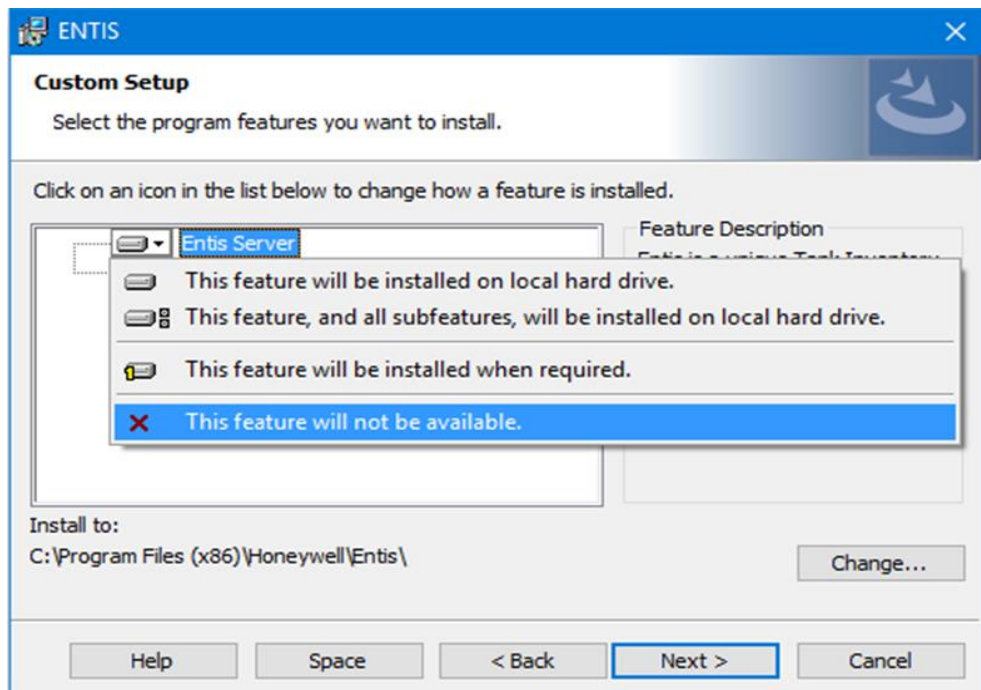 ENTIS
Custom Setup
Select the program features you want to install.
Click on an icon in the list below to change how a feature is installed.
Entis Server
Feature Description
This feature will be installed on local hard drive.
This feature, and all subfeatures, will be installed on local hard drive.
This feature will be installed when required.
This feature will not be available.
Install to:
C:\Program Files (x86)\Honeywell\Entis\
Change...
Help
Space
< Back
Next >
Cancel